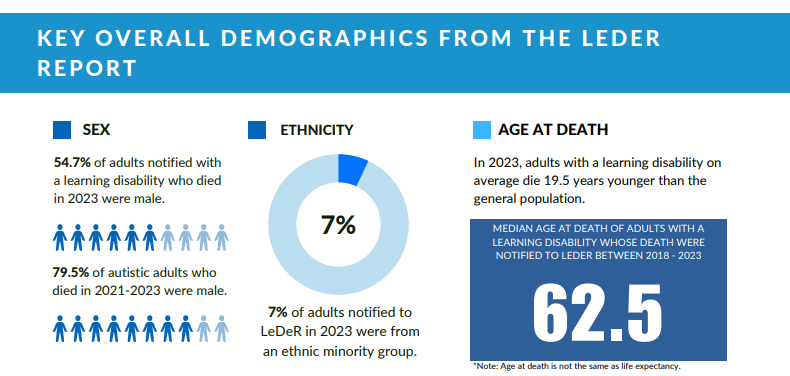 KEY OVERALL DEMOGRAPHICS FROM THE LEDER
REPORT
SEX
54.7% of adults notified with
a learning disability who died
in 2023 were male.
79.5% of autistic adults who
died in 2021-2023 were male.
ETHNICITY
7%
7% of adults notified to
LeDeR in 2023 were from
an ethnic minority group.
AGE AT DEATH
In 2023, adults with a learning disability on
average die 19.5 years younger than the
general population.
MEDIAN AGE AT DEATH OF ADULTS WITH A
LEARNING DISABILITY WHOSE DEATH WERE
NOTIFIED TO LEDER BETWEEN 2018 - 2023
62.5
*Note: Age at death is not the same as life expectancy.